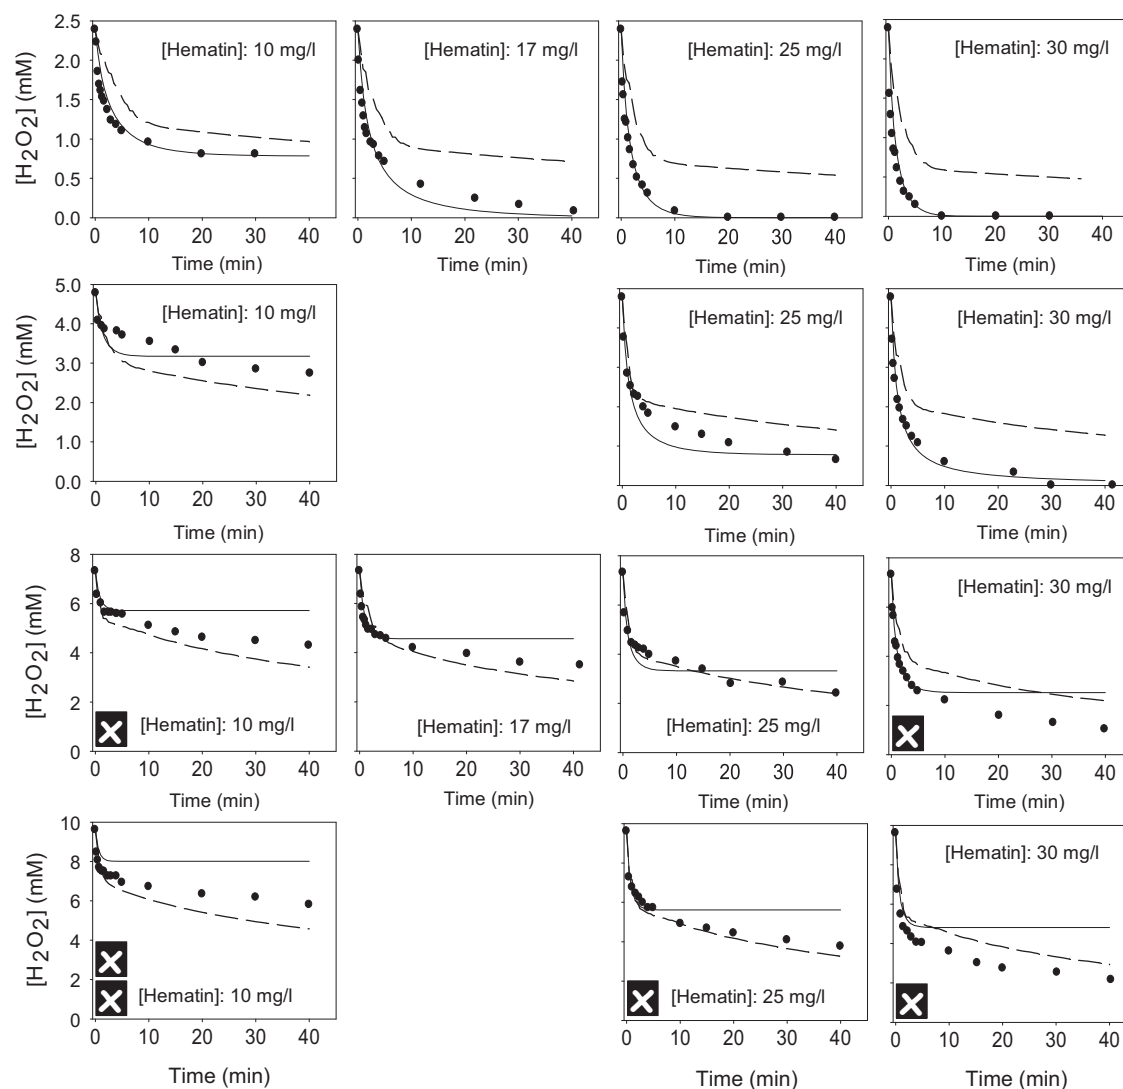 [H2O2] (mM)
2.5
2.0
1.5
1.0
0.5
0.0
[Hematin]: 10 mg/l
0 10 20 30 40
Time (min)
[Hematin]: 17 mg/l
0 10 20 30 40
Time (min)
[Hematin]: 25 mg/l
0 10 20 30 40
Time (min)
[Hematin]: 30 mg/l
0 10 20 30 40
Time (min)
[H2O2] (mM)
5.0
4.0
3.0
2.0
1.0
0.0
[Hematin]: 10 mg/l
0 10 20 30 40
Time (min)
[Hematin]: 25 mg/l
0 10 20 30 40
Time (min)
[Hematin]: 30 mg/l
0 10 20 30 40
Time (min)
[H2O2] (mM)
8
6
4
2
0
[Hematin]: 10 mg/l
0 10 20 30 40
Time (min)
[Hematin]: 17 mg/l
0 10 20 30 40
Time (min)
[Hematin]: 25 mg/l
0 10 20 30 40
Time (min)
[Hematin]: 30 mg/l
0 10 20 30 40
Time (min)
[H2O2] (mM)
10
8
6
4
2
0
[Hematin]: 10 mg/l
0 10 20 30 40
Time (min)
[Hematin]: 25 mg/l
0 10 20 30 40
Time (min)
[Hematin]: 30 mg/l
0 10 20 30 40
Time (min)